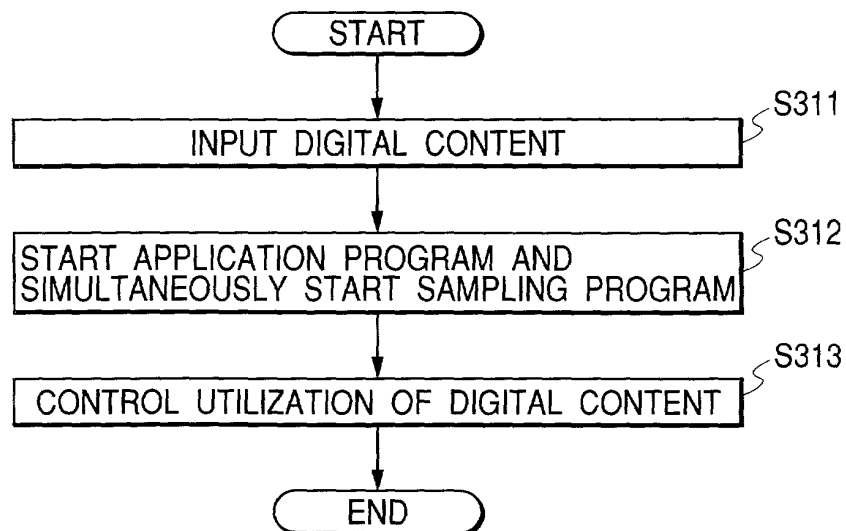 START
S311
INPUT DIGITAL CONTENT
S312
START APPLICATION PROGRAM AND
SIMULTANEOUSLY START SAMPLING PROGRAM
S313
CONTROL UTILIZATION OF DIGITAL CONTENT
END